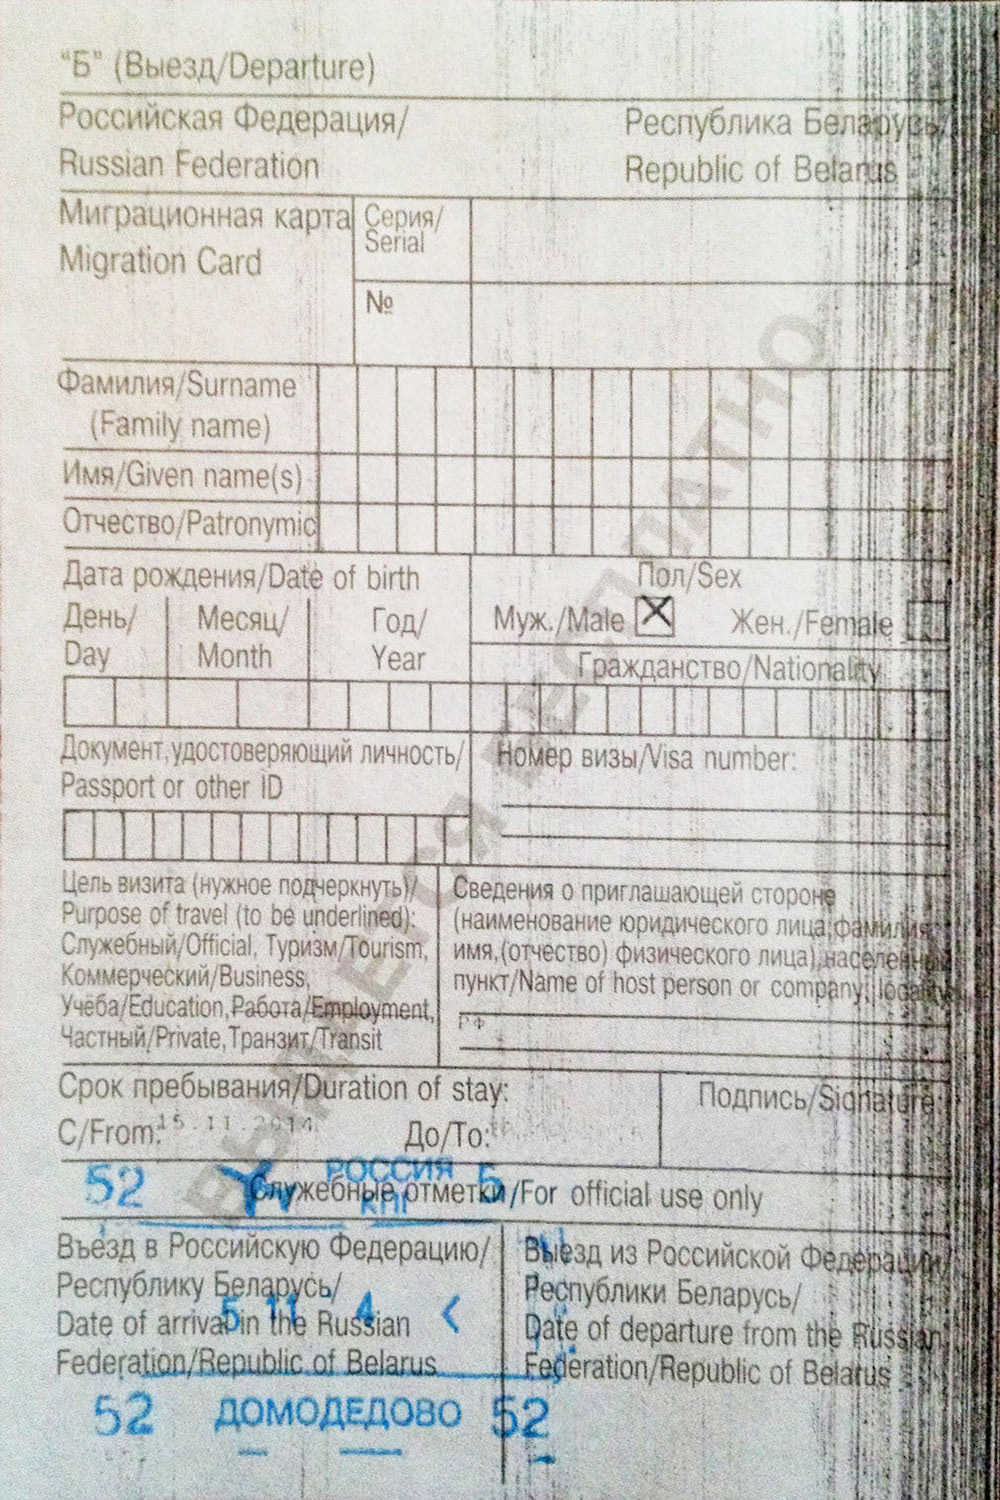 "Б" (Выезд/Departure)
Российская Федерация/ Республика Беларусь/
Russian Federation Republic of Belarus
Миграционная карта Серия/
Migration Card Serial
№
Фамилия/Surname
(Family name)
Имя/Given name(s)
Отчество/Patronymic
Дата рождения/Date of birth Пол/Sex
День/ Месяц/ Год/ Муж./Male X Жен./Female
Day Month Year Гражданство/Nationality
Документ, удостоверяющий личность/ Номер визы/Visa number:
Passport or other ID
Цель визита (нужное подчеркнуть)/
Purpose of travel (to be underlined):
Служебный/Official, Туризм/Tourism,
Коммерческий/Business,
Учёба/Education, Работа/Employment,
Частный/Private, Транзит/Transit
Сведения о приглашающей стороне
(наименование юридического лица, фамилия,
имя, (отчество) физического лица), населенный
пункт/Name of host person or company, locality
РФ
Срок пребывания/Duration of stay: Подпись/Signature:
С/From: 15.11.2014 До/To:
52 РОССИЯ Б
КПГ
Служебные отметки/For official use only
Въезд в Российскую Федерацию/
Республику Беларусь/
Date of arrival in the Russian
Federation/Republic of Belarus
5 11 4 <
Выезд из Российской Федерации/
Республики Беларусь/
Date of departure from the Russian
Federation/Republic of Belarus
52 ДОМОДЕДОВО 52
ВЫДАЕТСЯ БЕСПЛАТНО